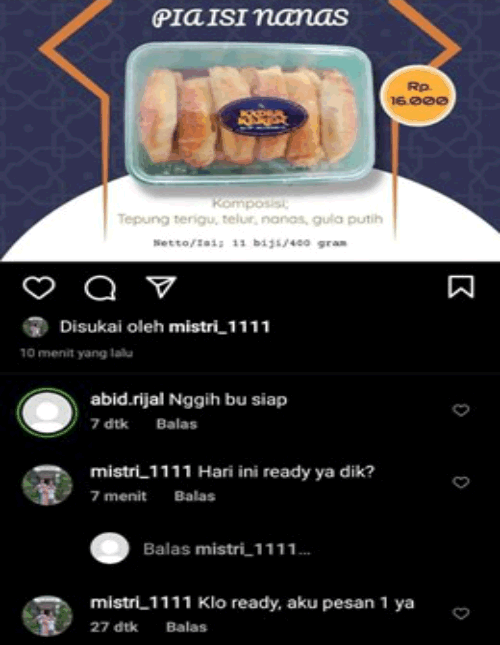 PIA ISI nanas
Rp.
16.000
Komposisi;
Tepung terigu, telur, nanas, gula putih
Netto/Isi; 11 biji/400 gram
Disukai oleh mistri_1111
10 menit yang lalu
abid.rijal Nggih bu siap
7 dtk Balas
mistri_1111 Hari ini ready ya dik?
7 menit Balas
Balas mistri_1111...
mistri_1111 Klo ready, aku pesan 1 ya
27 dtk Balas